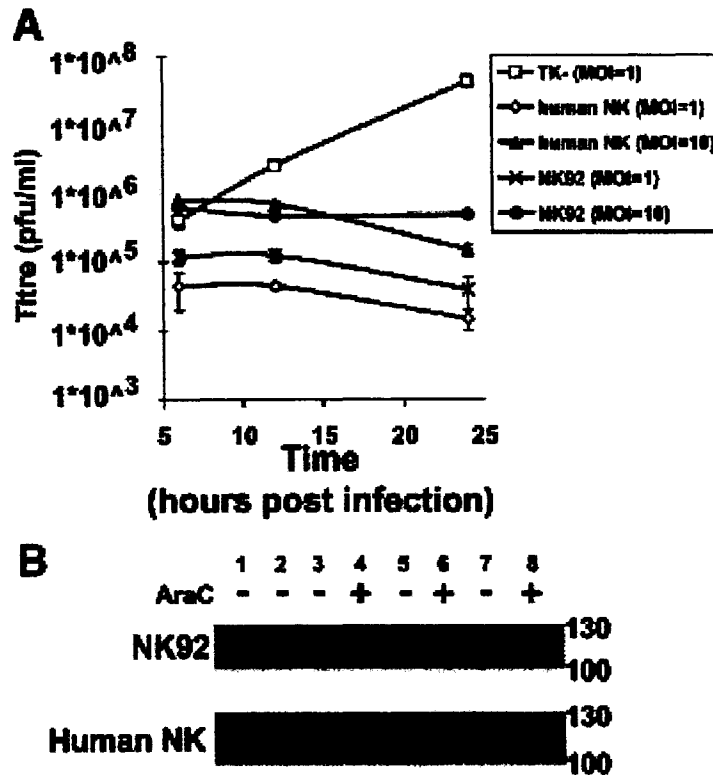 A
1*10^8
1*10^7
1*10^6
1*10^5
1*10^4
1*10^3
Titre (pfu/ml)
5 10 15 20 25
Time
(hours post infection)
TK- (MOI=1)
human NK (MOI=1)
human NK (MOI=10)
NK92 (MOI=1)
NK92 (MOI=10)
B
1 2 3 4 5 6 7 8
AraC - - - + - + - +
NK92
130
100
Human NK
130
100